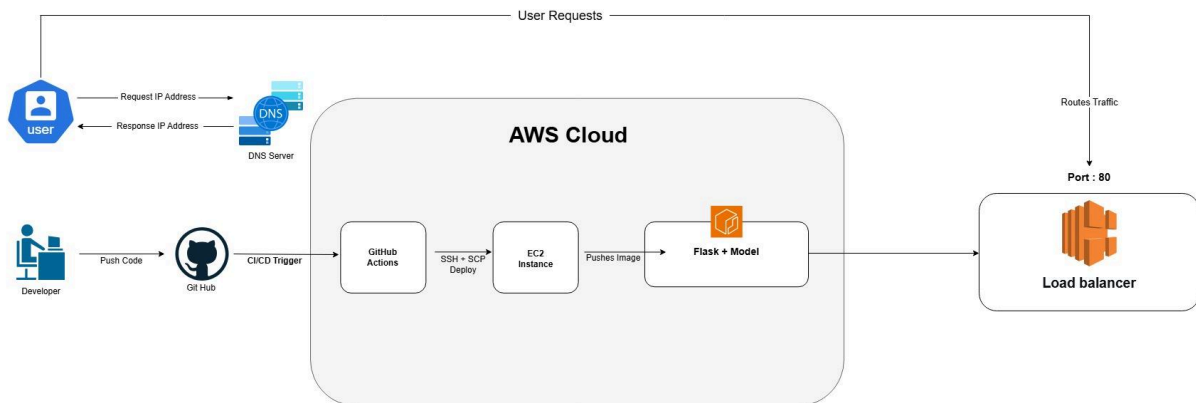 User Requests
Request IP Address
Response IP Address
user
DNS
DNS Server
Routes Traffic
AWS Cloud
Port : 80
Developer
Push Code
Git Hub
CI/CD Trigger
GitHub
Actions
SSH + SCP
Deploy
EC2
Instance
Pushes Image
Flask + Model
Load balancer